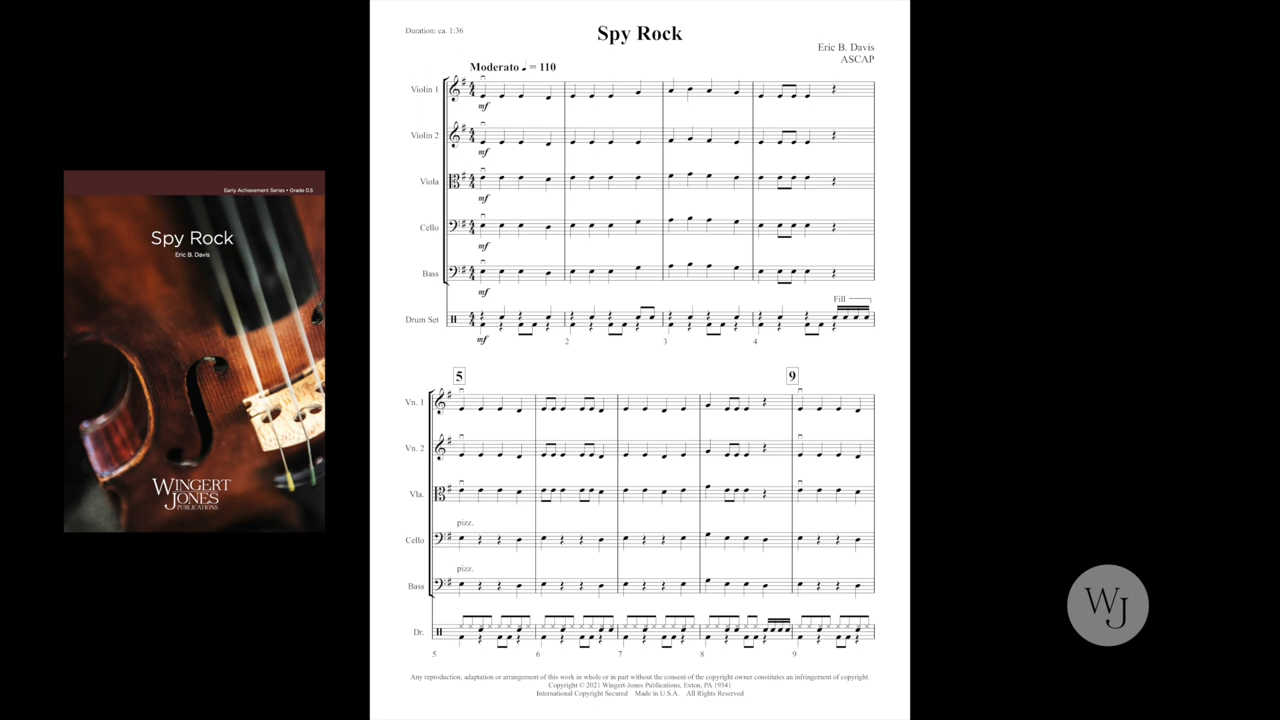 Early Achievement Series • Grade 0.5
Spy Rock
Eric B. Davis
WINGERT
JONES
PUBLICATIONS
Duration: ca. 1:36
Spy Rock
Eric B. Davis
ASCAP
Moderato ♩ = 110
Violin 1
mf
Violin 2
mf
Viola
mf
Cello
mf
Bass
mf
Fill
Drum Set
mf
2 3 4
5 9
Vn. 1
Vn. 2
Vla.
pizz.
Cello
pizz.
Bass
Dr.
5 6 7 8 9
Any reproduction, adaptation or arrangement of this work in whole or in part without the consent of the copyright owner constitutes an infringement of copyright.
Copyright © 2021 Wingert-Jones Publications, Exton, PA 19341
International Copyright Secured Made in U.S.A. All Rights Reserved
WJ